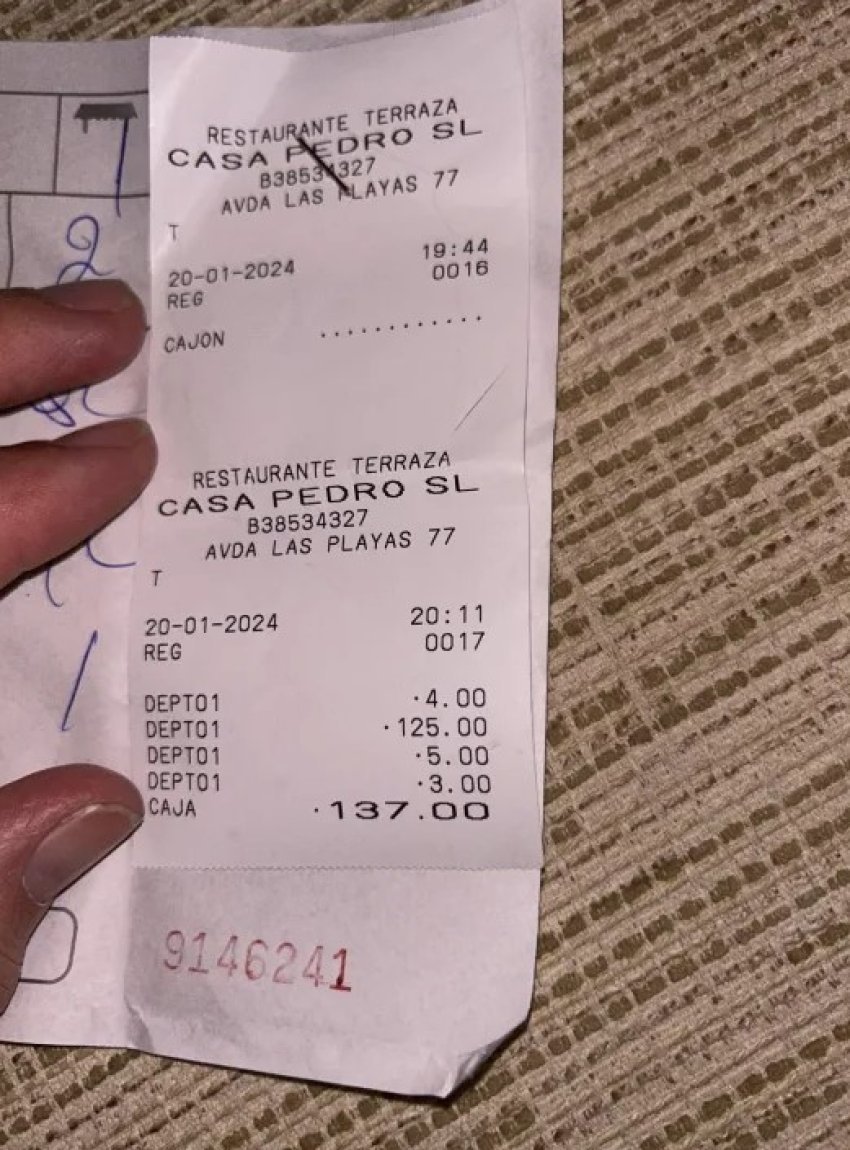 RESTAURANTE TERRAZA
CASA PEDRO SL
B38534327
AVDA LAS PLAYAS 77
T
19:44
20-01-2024 0016
REG
CAJON ............
RESTAURANTE TERRAZA
CASA PEDRO SL
B38534327
AVDA LAS PLAYAS 77
T
20-01-2024 20:11
REG 0017
DEPTO1 ·4.00
DEPTO1 ·125.00
DEPTO1 ·5.00
DEPTO1 ·3.00
CAJA ·137.00
9146241
2